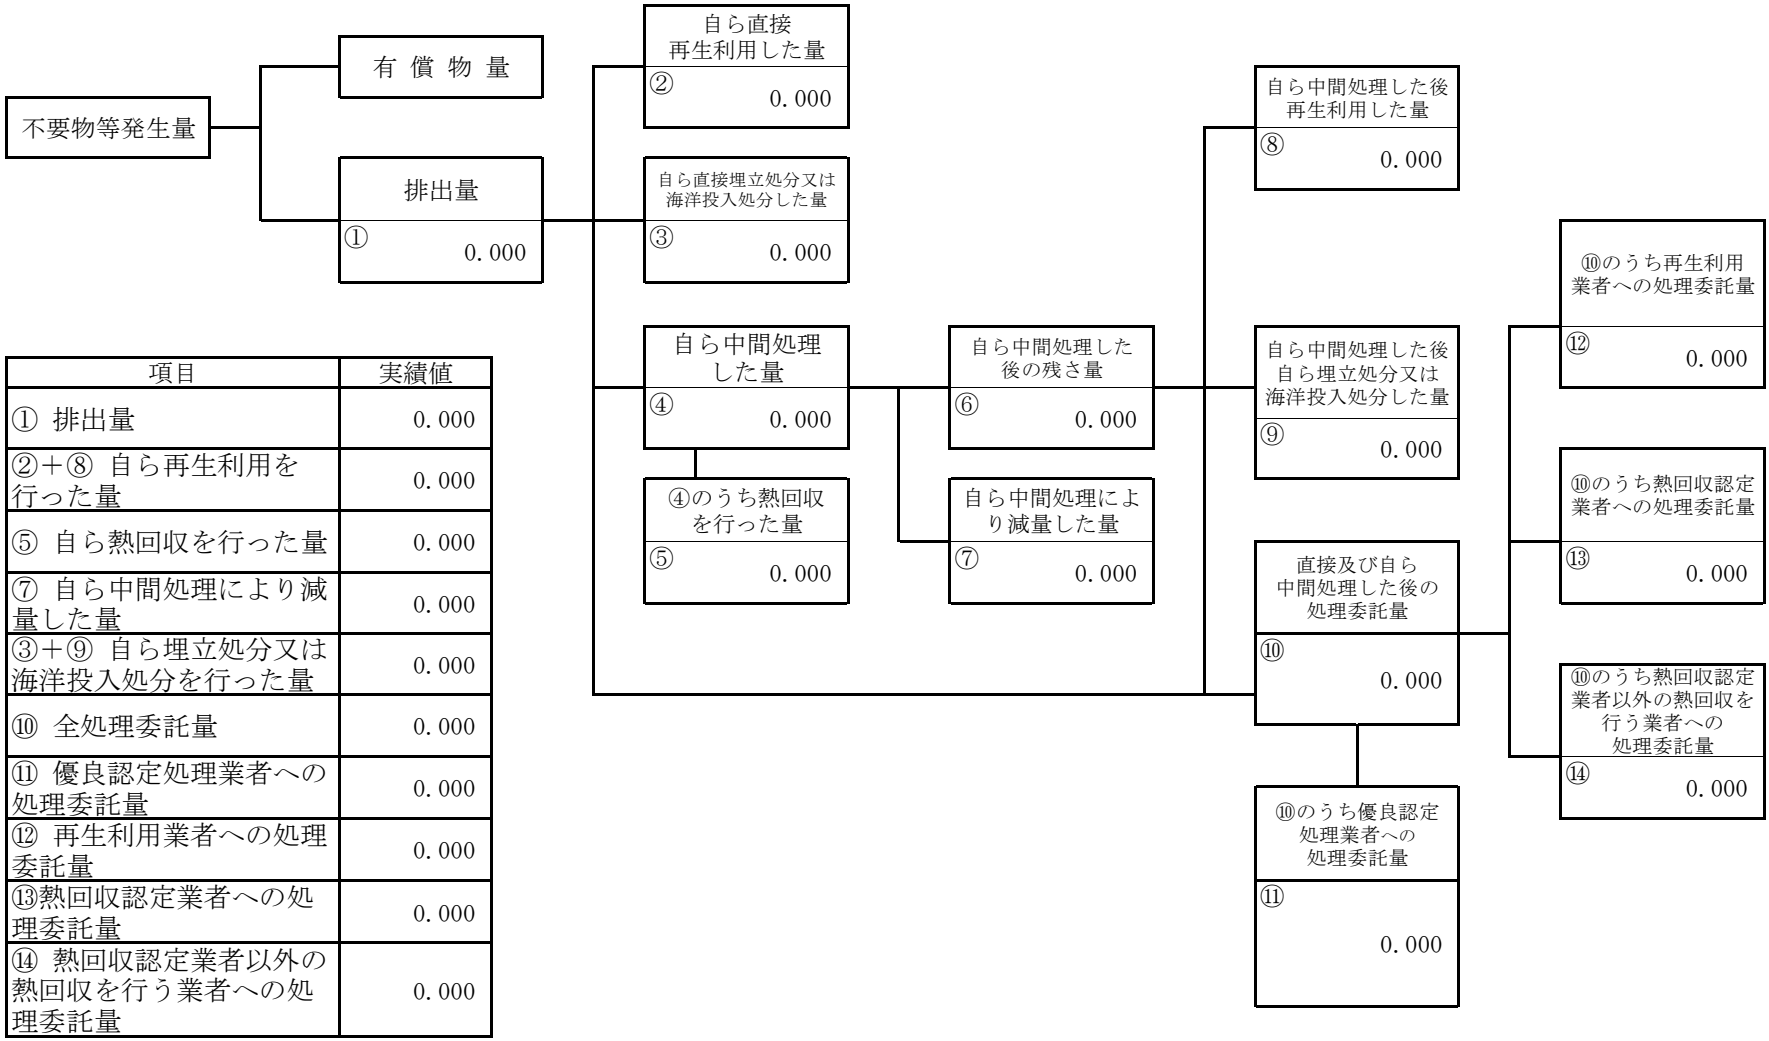 不要物等発生量
有償物量
排出量
①
0.000
自ら直接
再生利用した量
②
0.000
自ら直接埋立処分又は
海洋投入処分した量
③
0.000
自ら中間処理
した量
④
0.000
④のうち熱回収
を行った量
⑤
0.000
自ら中間処理した
後の残さ量
⑥
0.000
自ら中間処理によ
り減量した量
⑦
0.000
自ら中間処理した後
再生利用した量
⑧
0.000
自ら中間処理した後
自ら埋立処分又は
海洋投入処分した量
⑨
0.000
直接及び自ら
中間処理した後の
処理委託量
⑩
0.000
⑩のうち優良認定
処理業者への
処理委託量
⑪
0.000
⑩のうち再生利用
業者への処理委託量
⑫
0.000
⑩のうち熱回収認定
業者への処理委託量
⑬
0.000
⑩のうち熱回収認定
業者以外の熱回収を
行う業者への
処理委託量
⑭
0.000
項目 実績値
① 排出量 0.000
②＋⑧ 自ら再生利用を
行った量 0.000
⑤ 自ら熱回収を行った量 0.000
⑦ 自ら中間処理により減
量した量 0.000
③＋⑨ 自ら埋立処分又は
海洋投入処分を行った量 0.000
⑩ 全処理委託量 0.000
⑪ 優良認定処理業者への
処理委託量 0.000
⑫ 再生利用業者への処理
委託量 0.000
⑬熱回収認定業者への処
理委託量 0.000
⑭ 熱回収認定業者以外の
熱回収を行う業者への処
理委託量 0.000